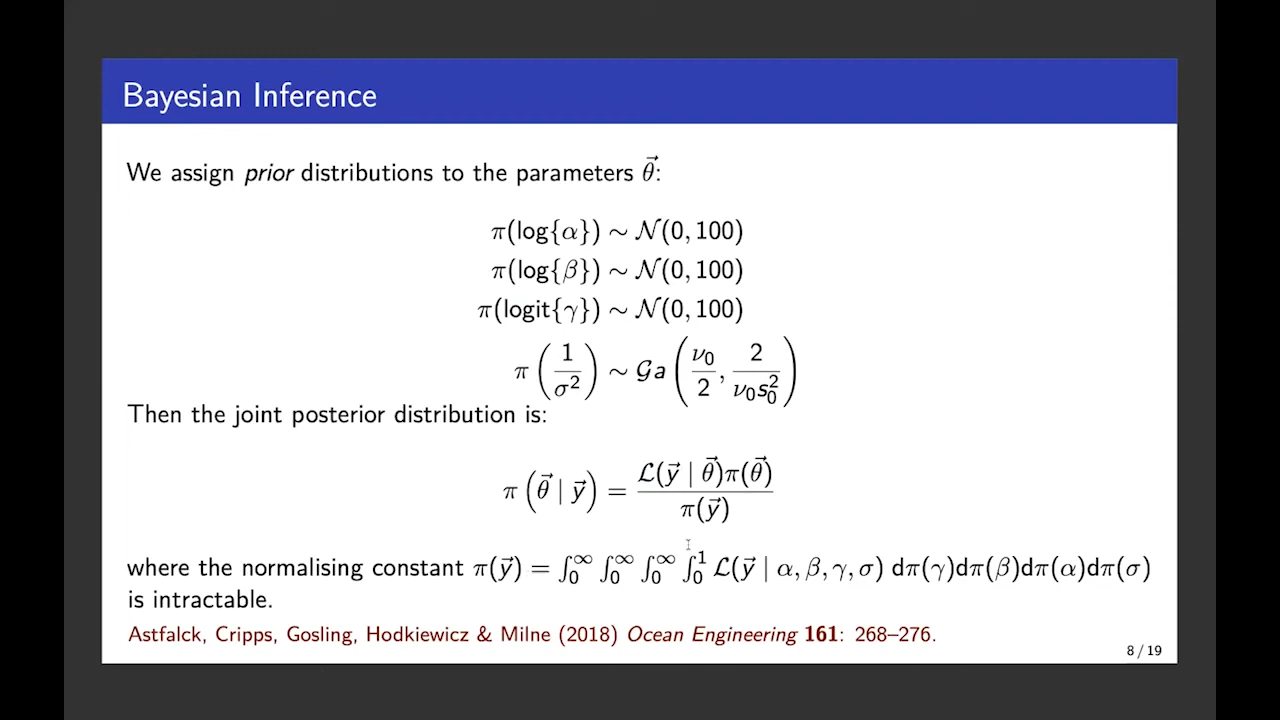 Bayesian Inference
We assign prior distributions to the parameters θ⃗:
π(log{α}) ∼ 𝒩(0, 100)
π(log{β}) ∼ 𝒩(0, 100)
π(logit{γ}) ∼ 𝒩(0, 100)
π(1/σ²) ∼ 𝒢a(ν₀/2, 2/(ν₀s₀²))
Then the joint posterior distribution is:
π(θ⃗ | y⃗) = ℒ(y⃗ | θ⃗)π(θ⃗) / π(y⃗)
where the normalising constant π(y⃗) = ∫₀^∞ ∫₀^∞ ∫₀^∞ ∫₀¹ ℒ(y⃗ | α, β, γ, σ) dπ(γ)dπ(β)dπ(α)dπ(σ)
is intractable.
Astfalck, Cripps, Gosling, Hodkiewicz & Milne (2018) Ocean Engineering 161: 268–276.
8 / 19